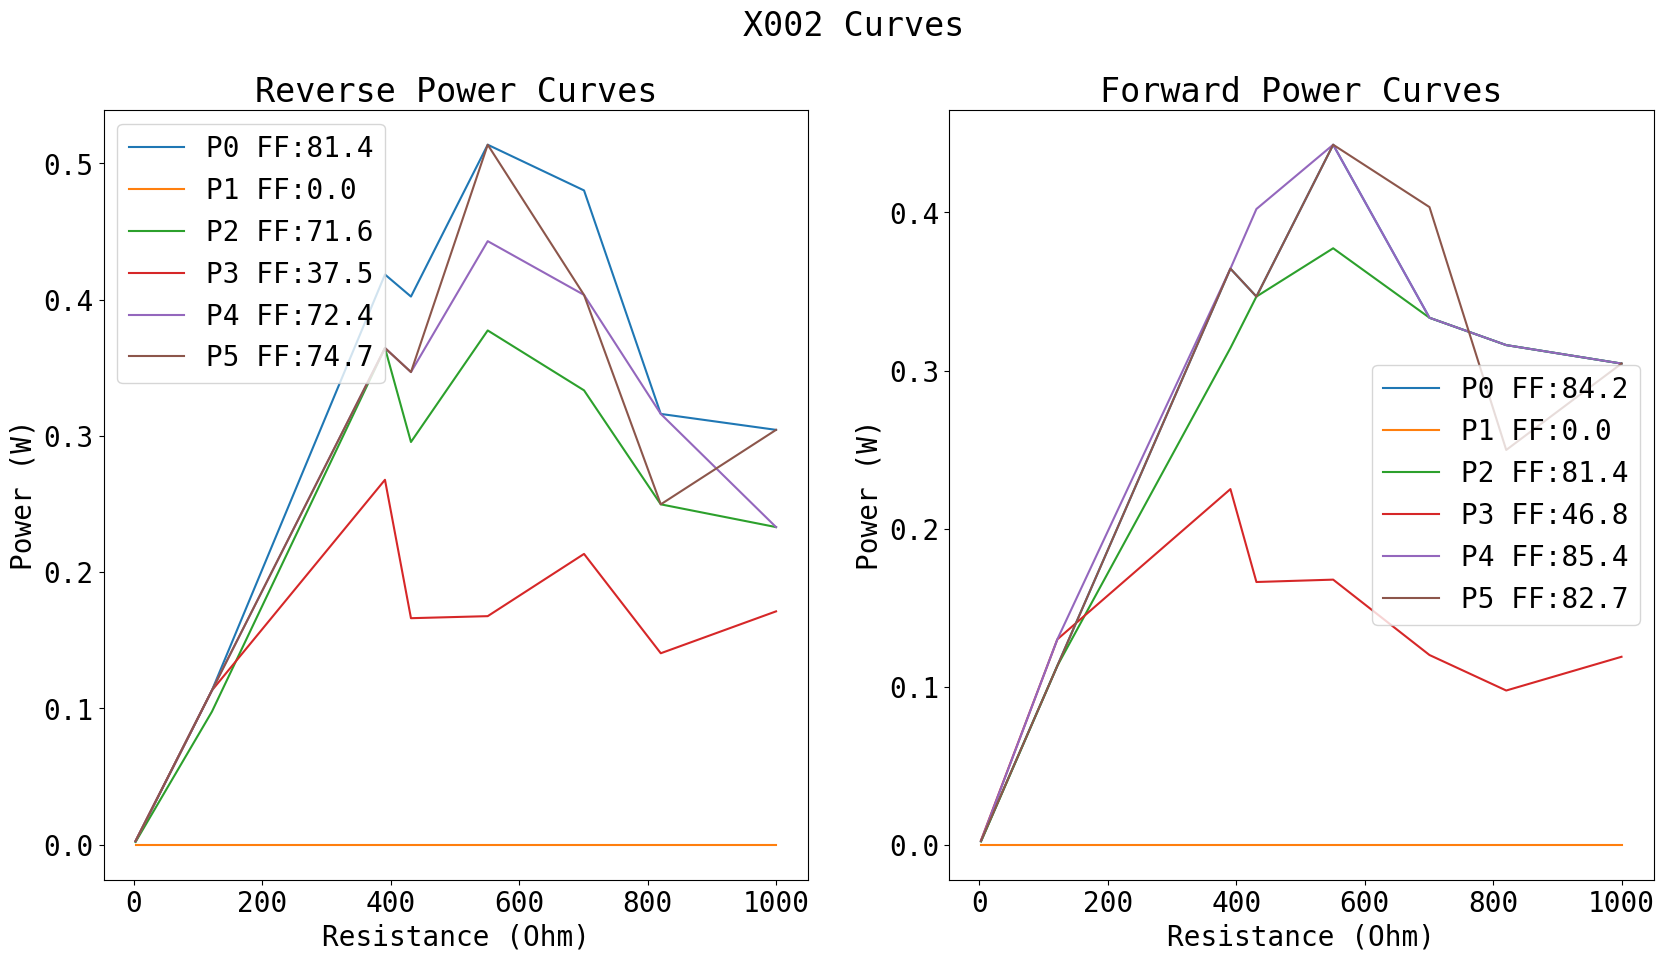 X002 Curves
Reverse Power Curves
Power (W)
0.5
0.4
0.3
0.2
0.1
0.0
P0 FF:81.4
P1 FF:0.0
P2 FF:71.6
P3 FF:37.5
P4 FF:72.4
P5 FF:74.7
0 200 400 600 800 1000
Resistance (Ohm)
Forward Power Curves
Power (W)
0.4
0.3
0.2
0.1
0.0
P0 FF:84.2
P1 FF:0.0
P2 FF:81.4
P3 FF:46.8
P4 FF:85.4
P5 FF:82.7
0 200 400 600 800 1000
Resistance (Ohm)